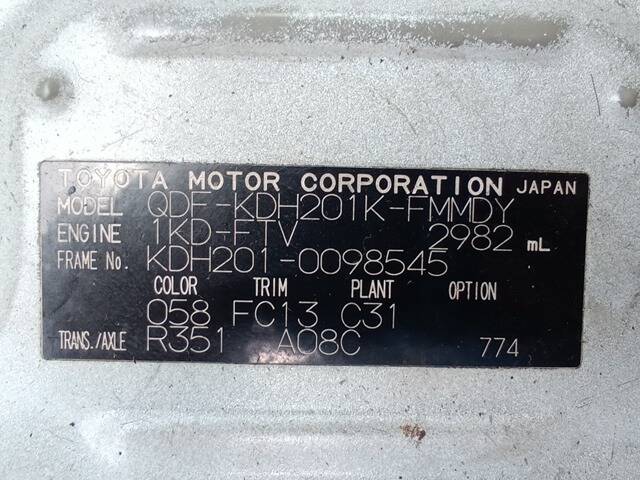 TOYOTA MOTOR CORPORATION JAPAN
MODEL QDF-KDH201K-FMMDY
ENGINE 1KD-FTV 2982 mL
FRAME No. KDH201-0098545
COLOR TRIM PLANT OPTION
058 FC13 C31
TRANS./AXLE R351 A08C 774